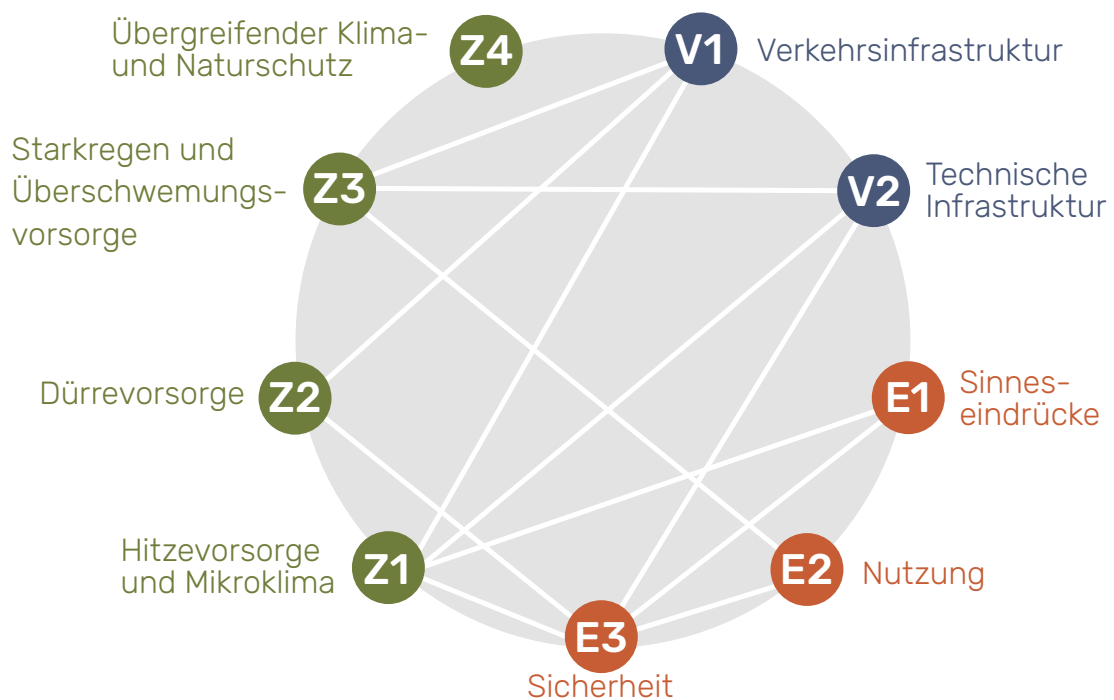 Übergreifender Klima-
und Naturschutz
Z4
V1
Verkehrsinfrastruktur
Starkregen und
Überschwemungs-
vorsorge
Z3
V2
Technische
Infrastruktur
Dürrevorsorge
Z2
E1
Sinnes-
eindrücke
Hitzevorsorge
und Mikroklima
Z1
E2
Nutzung
E3
Sicherheit